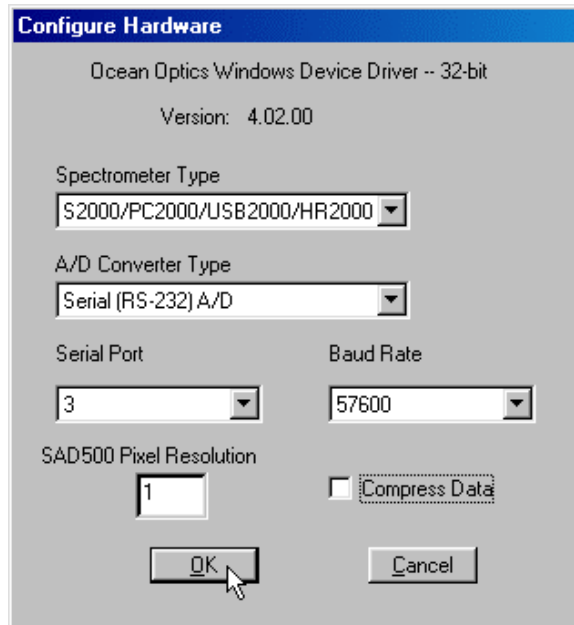 Configure Hardware
Ocean Optics Windows Device Driver -- 32-bit
Version: 4.02.00
Spectrometer Type
S2000/PC2000/USB2000/HR2000
A/D Converter Type
Serial (RS-232) A/D
Serial Port Baud Rate
3 57600
SAD500 Pixel Resolution
1 Compress Data
OK Cancel